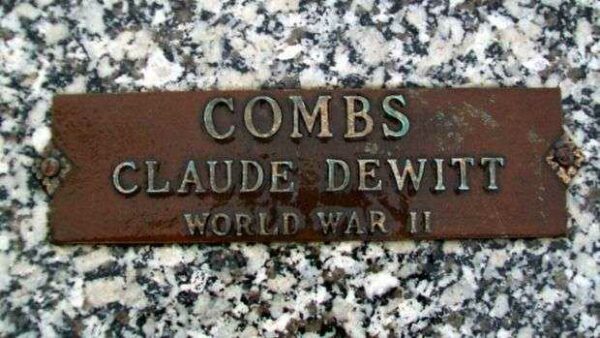 COMBS
CLAUDE DEWITT
WORLD WAR II